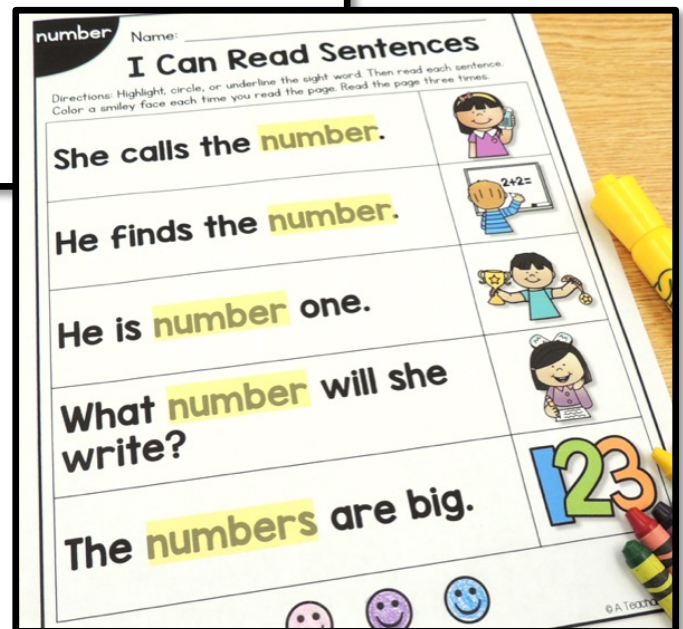 number
Name:
I Can Read Sentences
Directions: Highlight, circle, or underline the sight word. Then read each sentence.
Color a smiley face each time you read the page. Read the page three times.
She calls the number.
2+2=
He finds the number.
He is number one.
What number will she
write?
The numbers are big.
123
© A Teachable